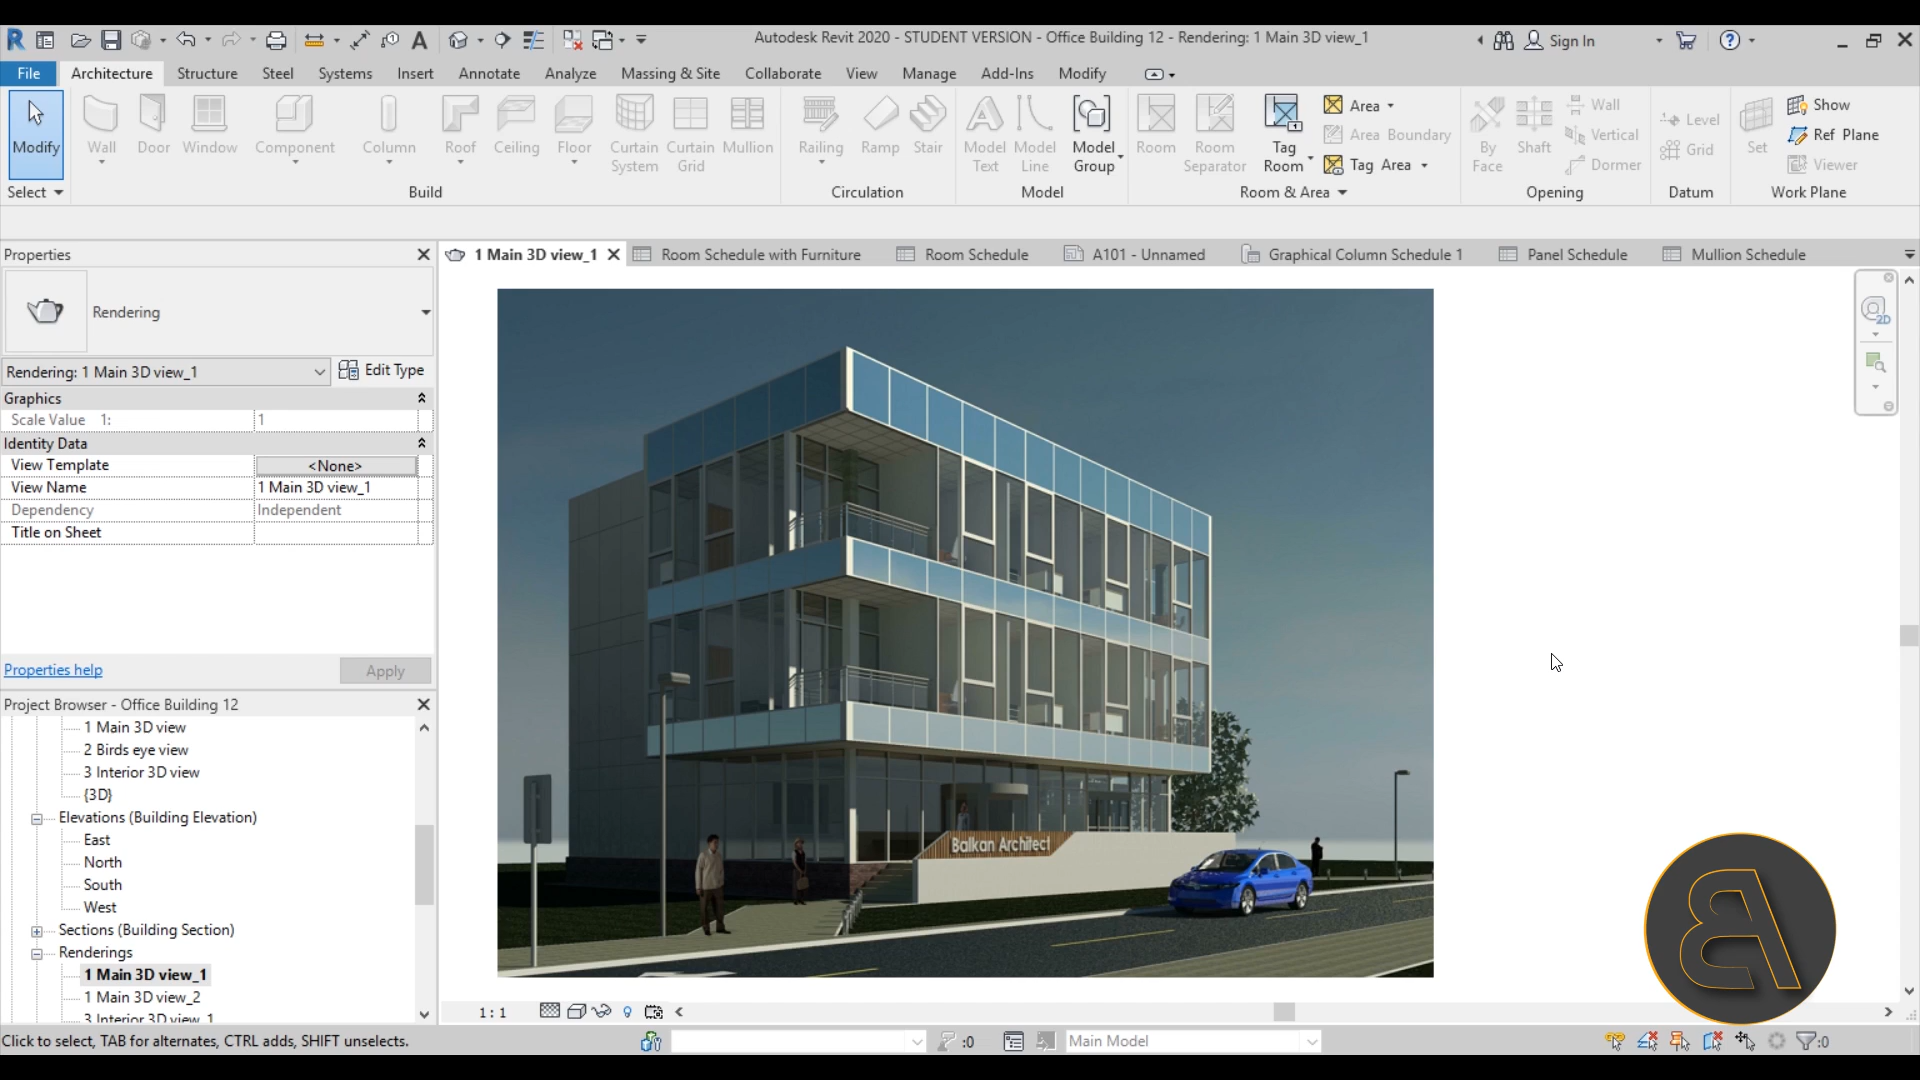 Autodesk Revit 2020 - STUDENT VERSION - Office Building 12 - Rendering: 1 Main 3D view_1
Sign In
File Architecture Structure Steel Systems Insert Annotate Analyze Massing & Site Collaborate View Manage Add-Ins Modify
Modify Wall Door Window Component Column Roof Ceiling Floor Curtain System Curtain Grid Mullion Railing Ramp Stair Model Text Model Line Model Group Room Room Separator Tag Room
Area
Area Boundary
Tag Area
By Face Shaft
Wall
Vertical
Dormer
Level
Grid
Set
Show
Ref Plane
Viewer
Select Build Circulation Model Room & Area Opening Datum Work Plane
Properties
Rendering
Rendering: 1 Main 3D view_1 Edit Type
Graphics
Scale Value 1: 1
Identity Data
View Template <None>
View Name 1 Main 3D view_1
Dependency Independent
Title on Sheet
Properties help Apply
Project Browser - Office Building 12
1 Main 3D view
2 Birds eye view
3 Interior 3D view
{3D}
Elevations (Building Elevation)
East
North
South
West
Sections (Building Section)
Renderings
1 Main 3D view_1
1 Main 3D view_2
3 Interior 3D view_1
1 Main 3D view_1 Room Schedule with Furniture Room Schedule A101 - Unnamed Graphical Column Schedule 1 Panel Schedule Mullion Schedule
2D
Balkan Architect
1 : 1
Click to select, TAB for alternates, CTRL adds, SHIFT unselects.
:0
Main Model
:0